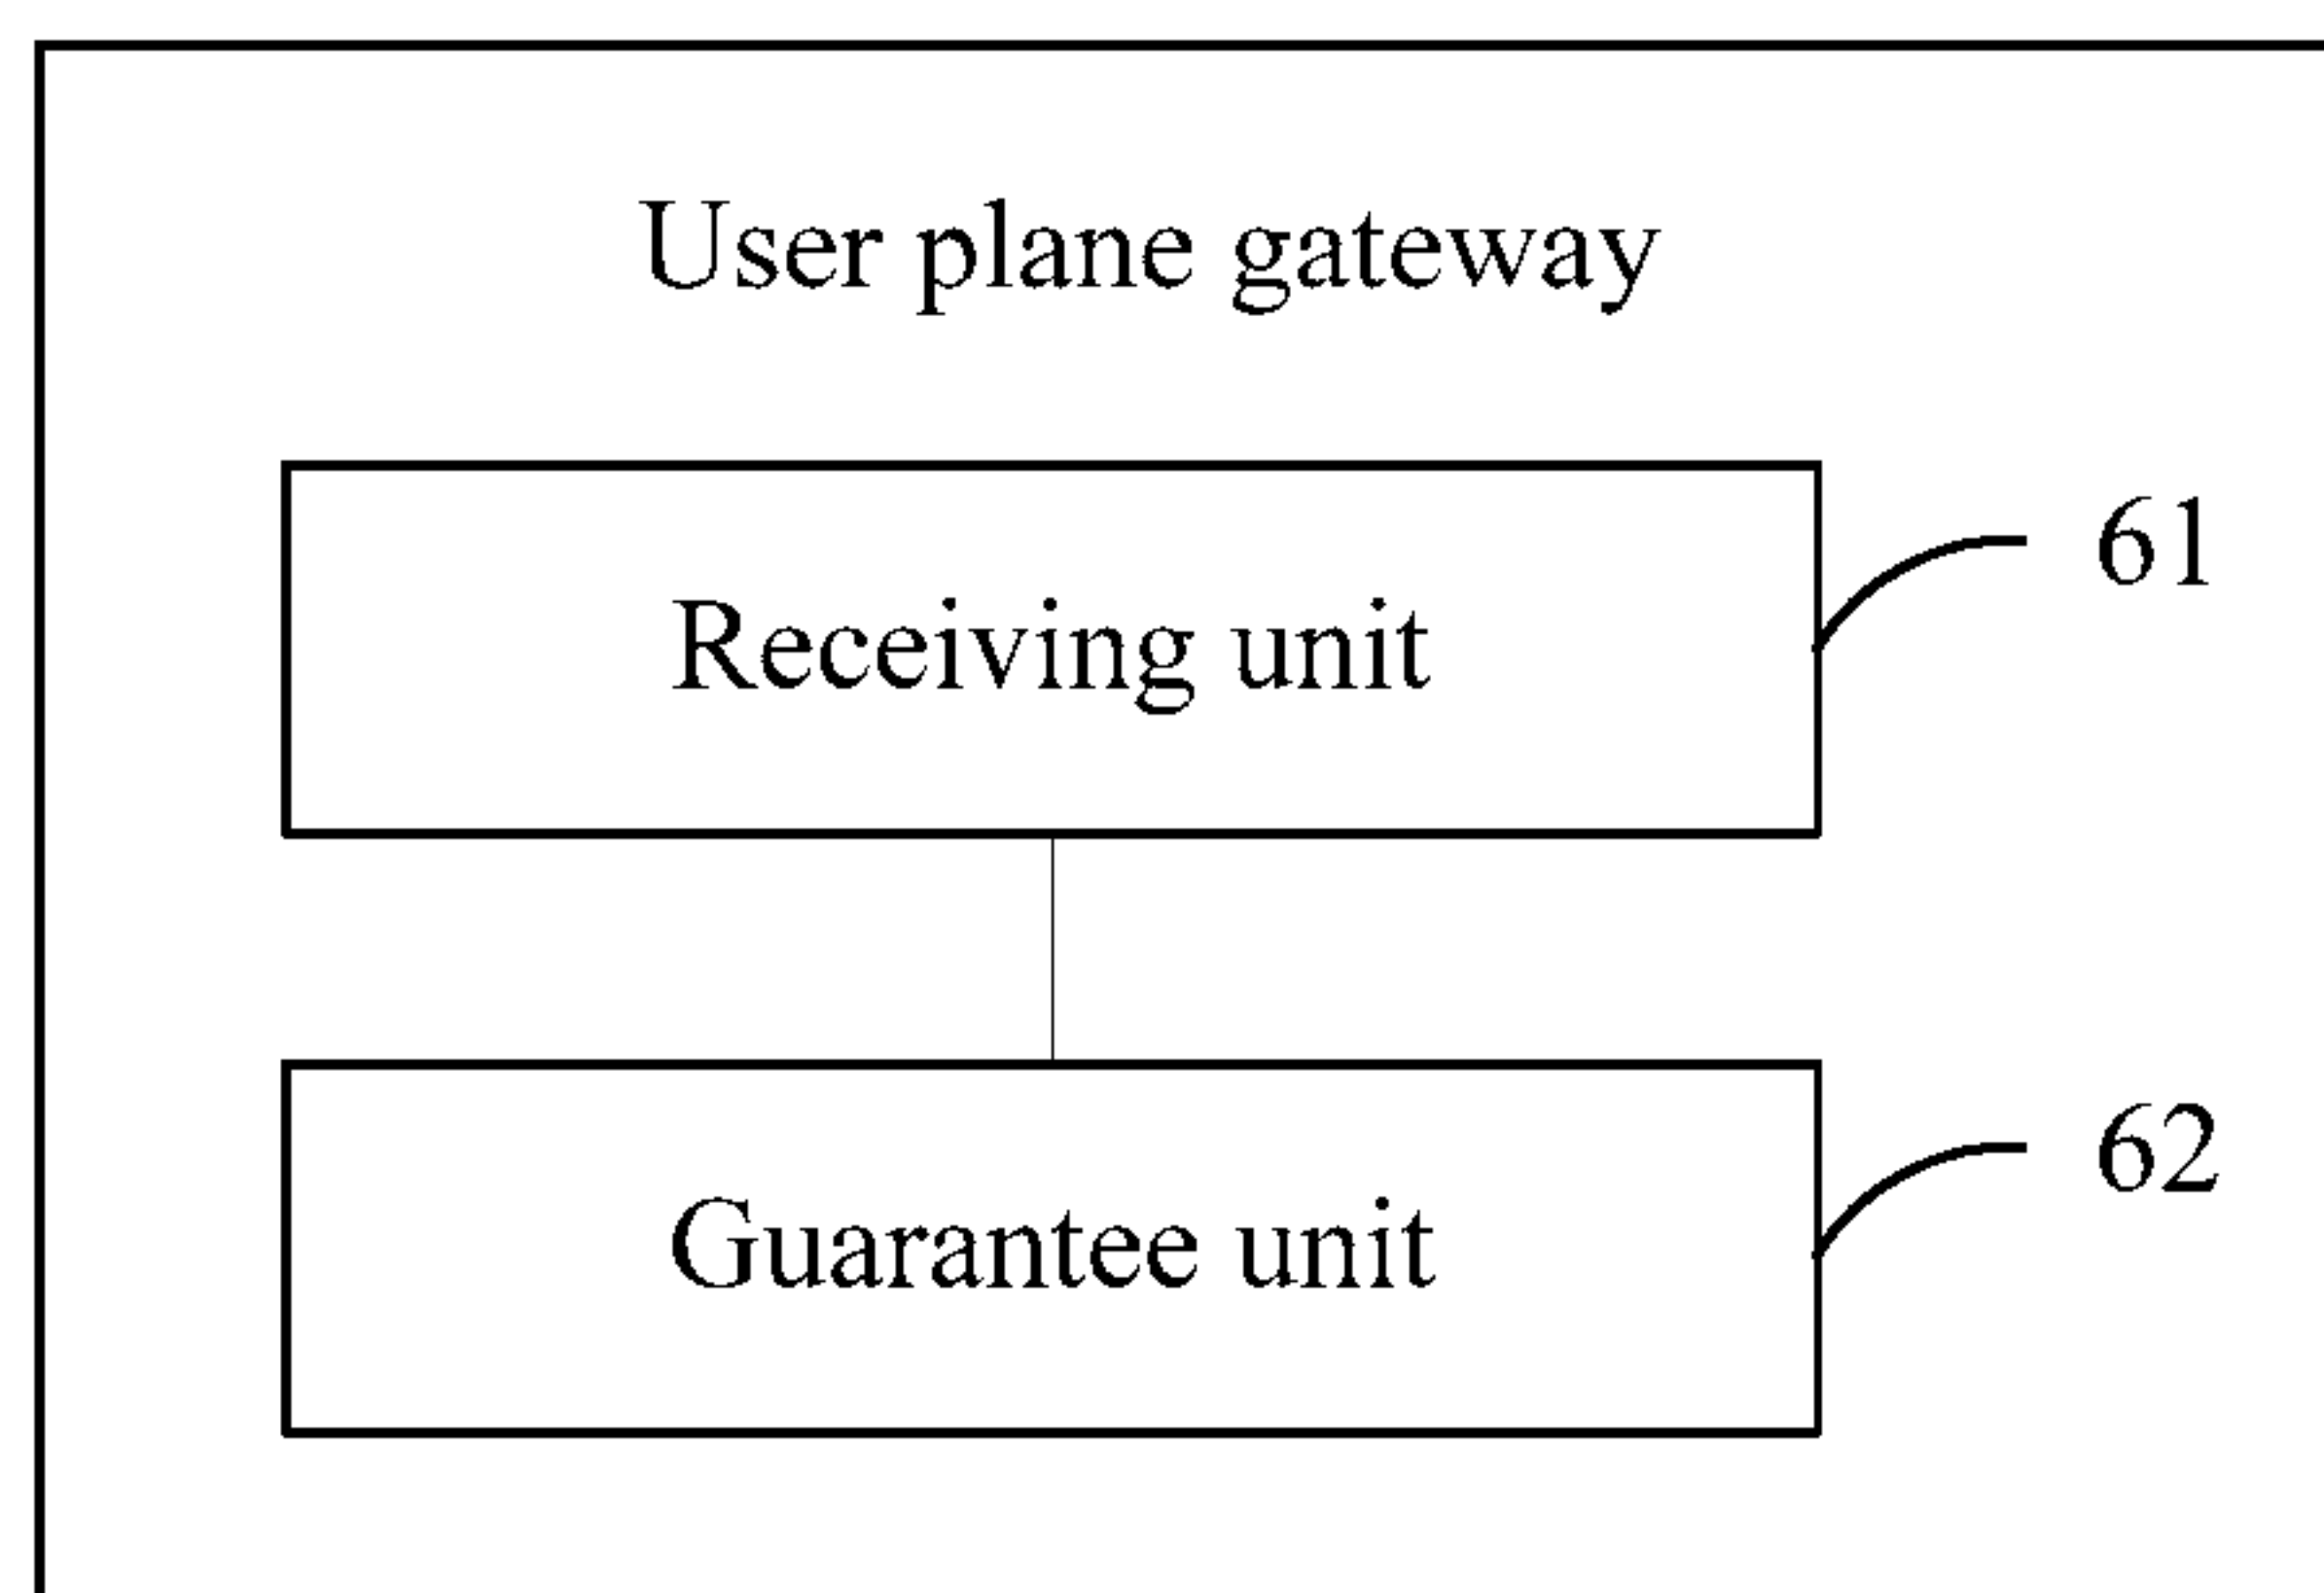 User plane gateway
61
Receiving unit
62
Guarantee unit